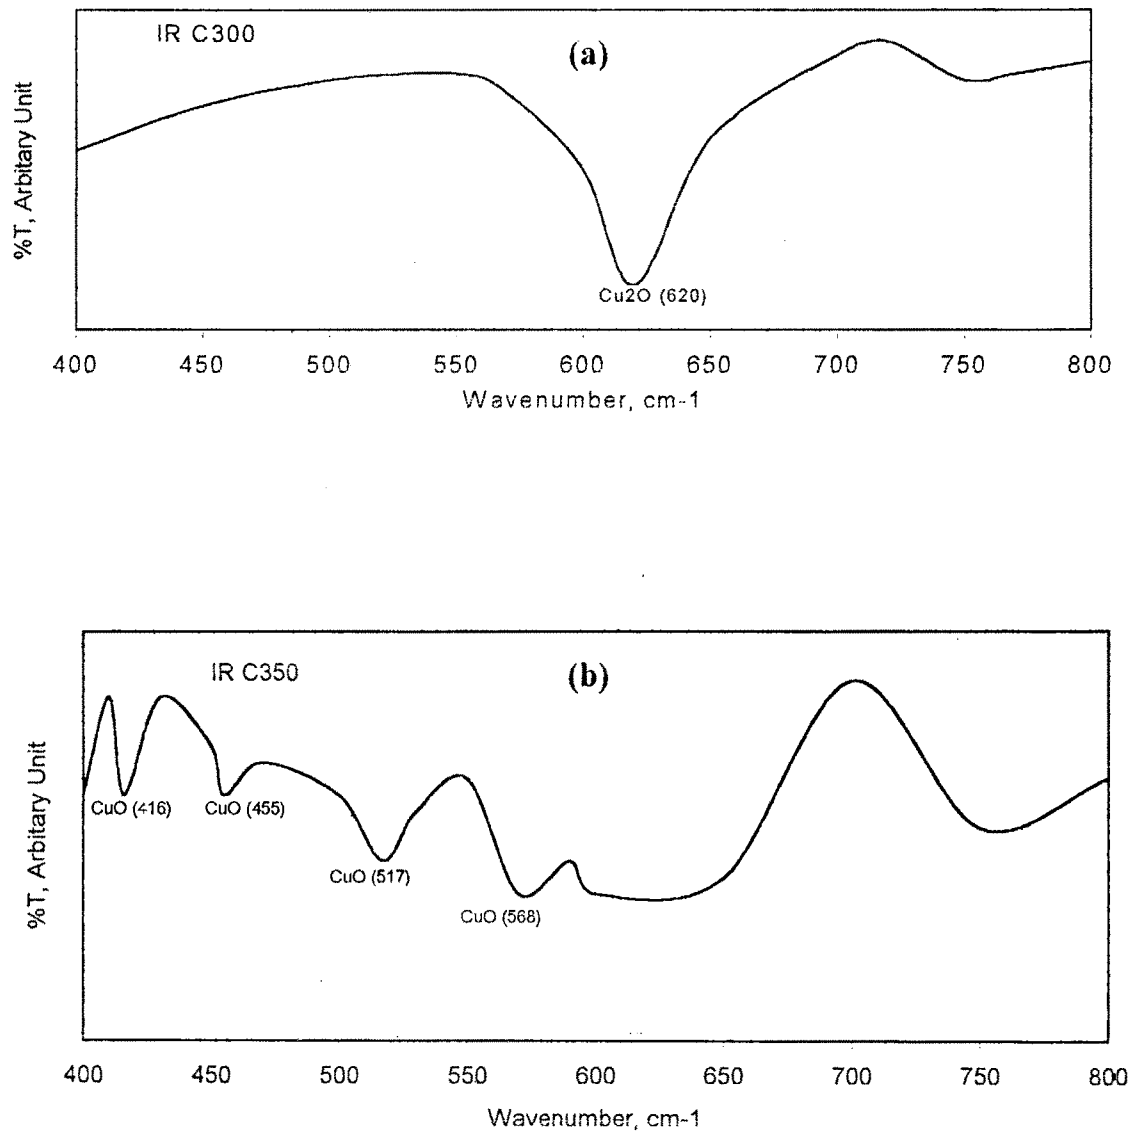 IR C300
(a)
%T, Arbitary Unit
Cu2O (620)
400 450 500 550 600 650 700 750 800
Wavenumber, cm-1
IR C350
(b)
%T, Arbitary Unit
CuO (416) CuO (455)
CuO (517)
CuO (568)
400 450 500 550 600 650 700 750 800
Wavenumber, cm-1